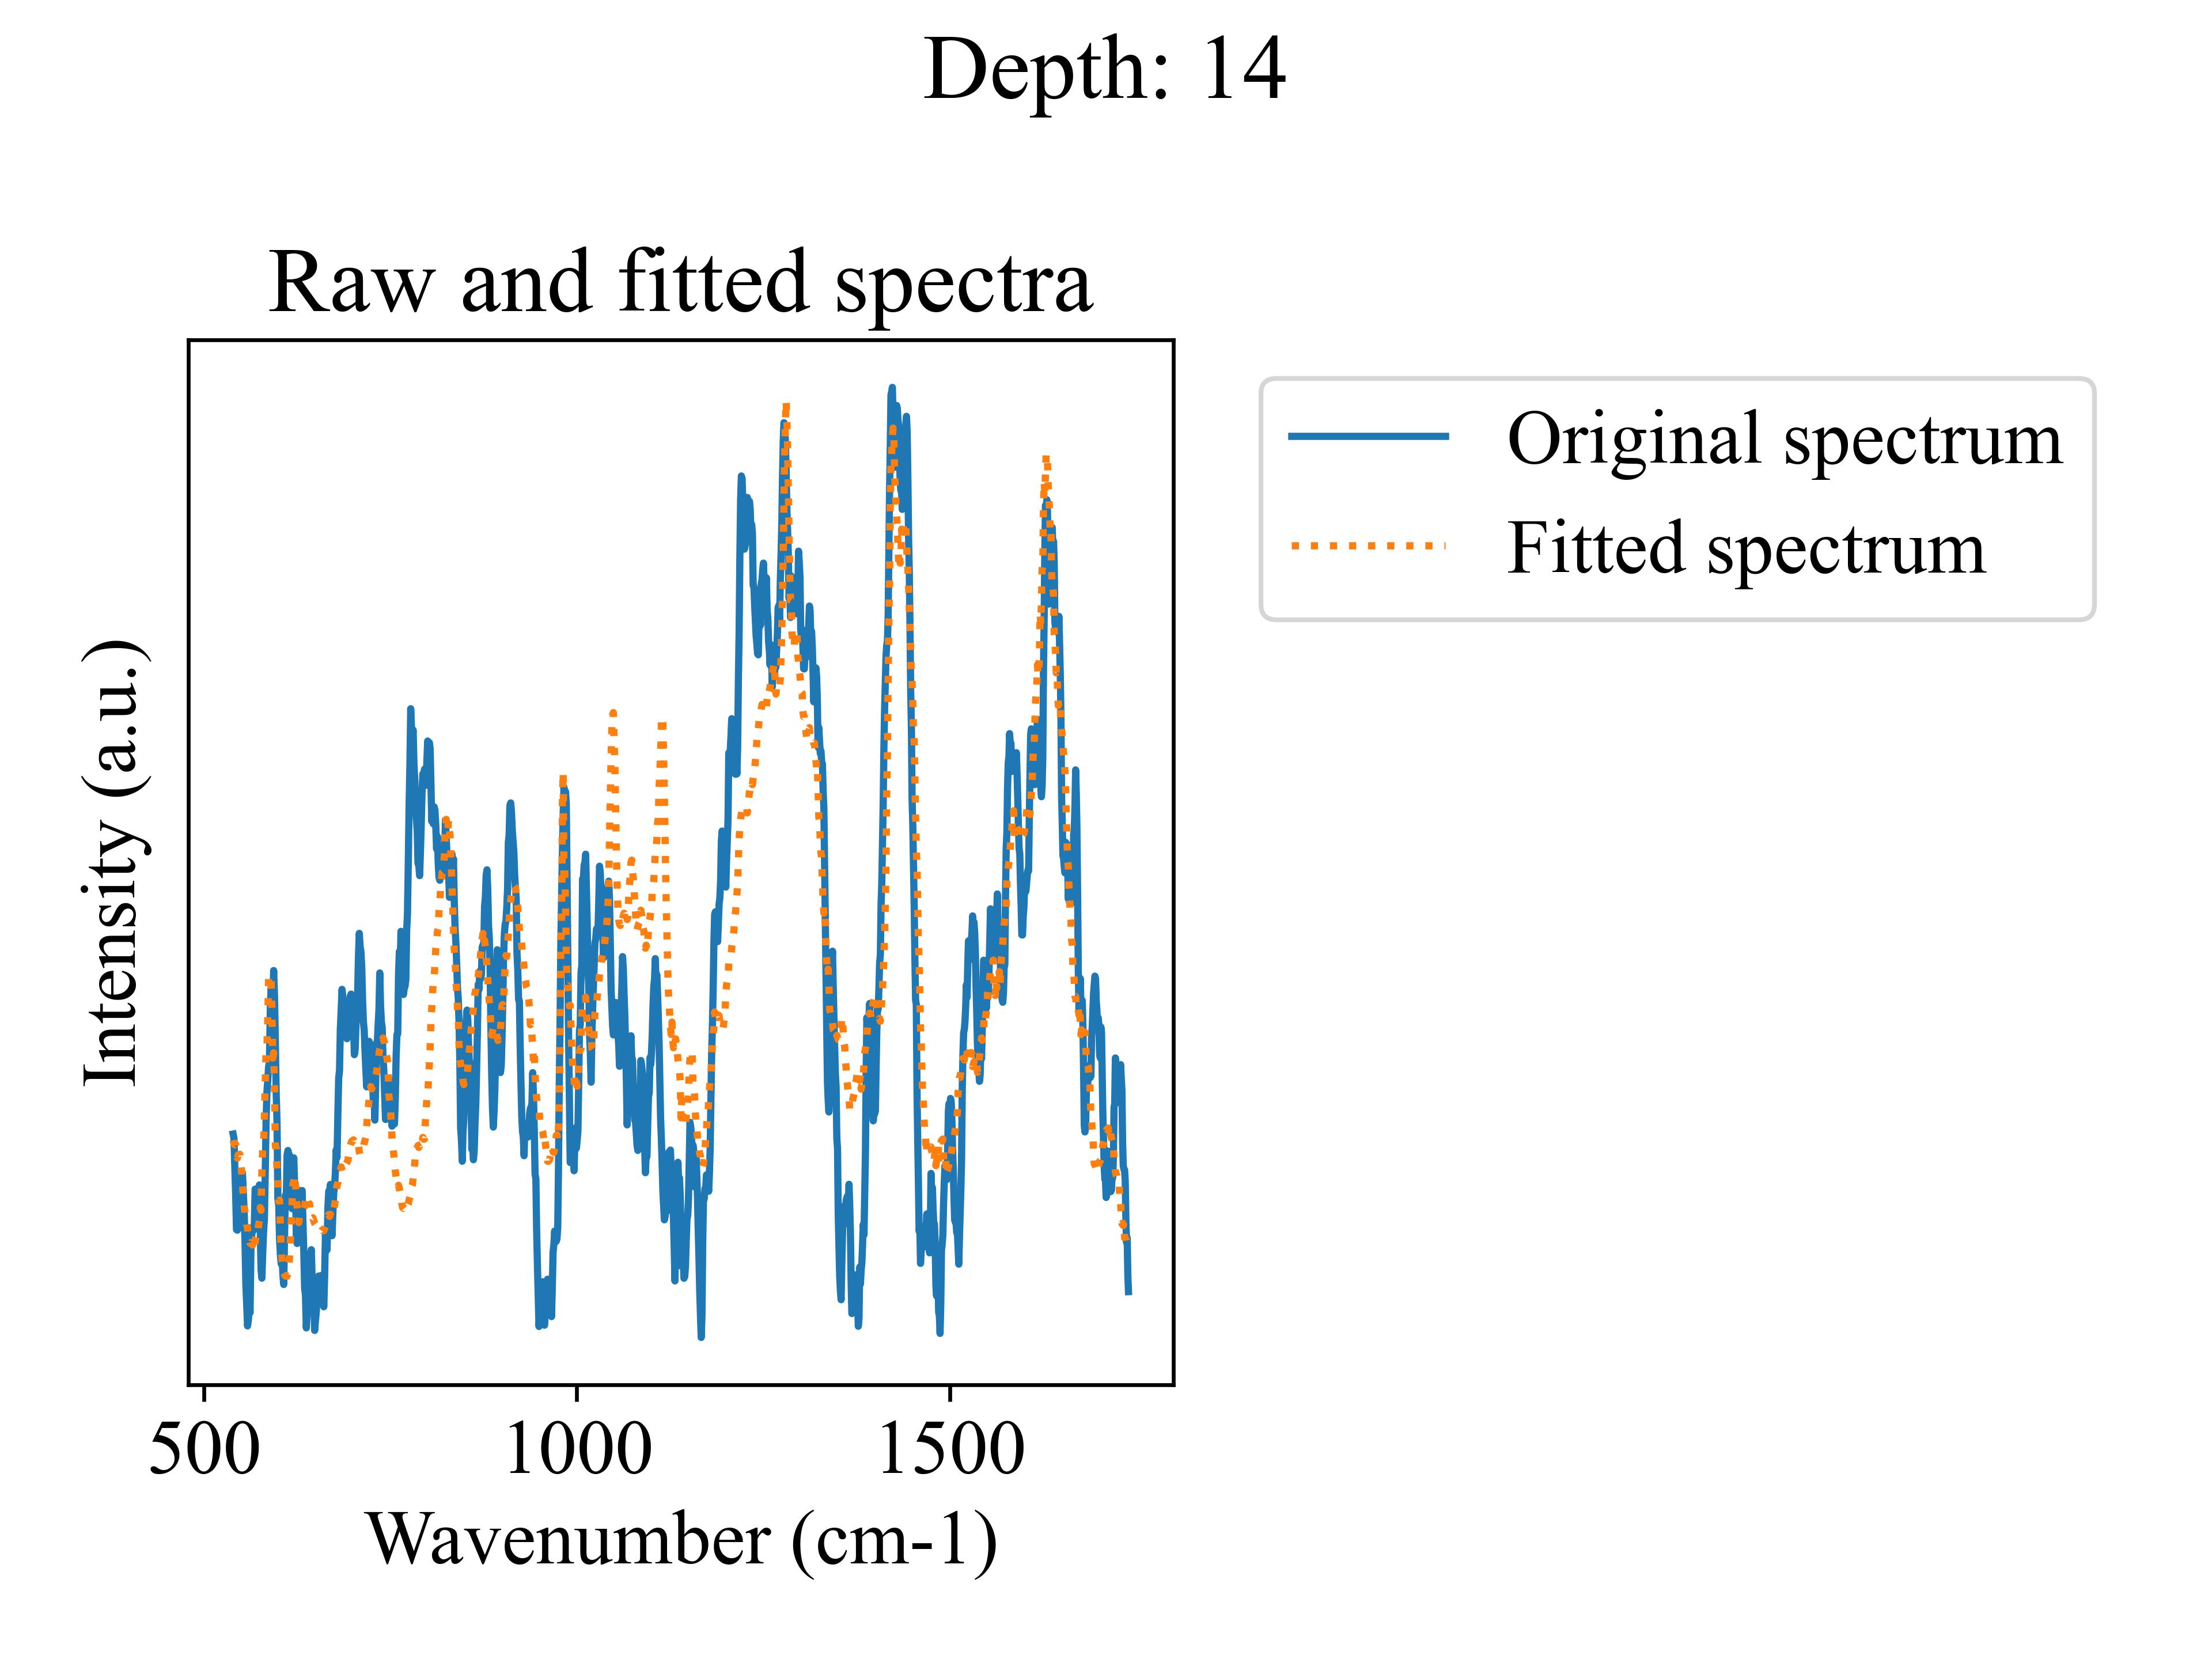 Depth: 14
Raw and fitted spectra
Original spectrum
Fitted spectrum
Intensity (a.u.)
500 1000 1500
Wavenumber (cm-1)